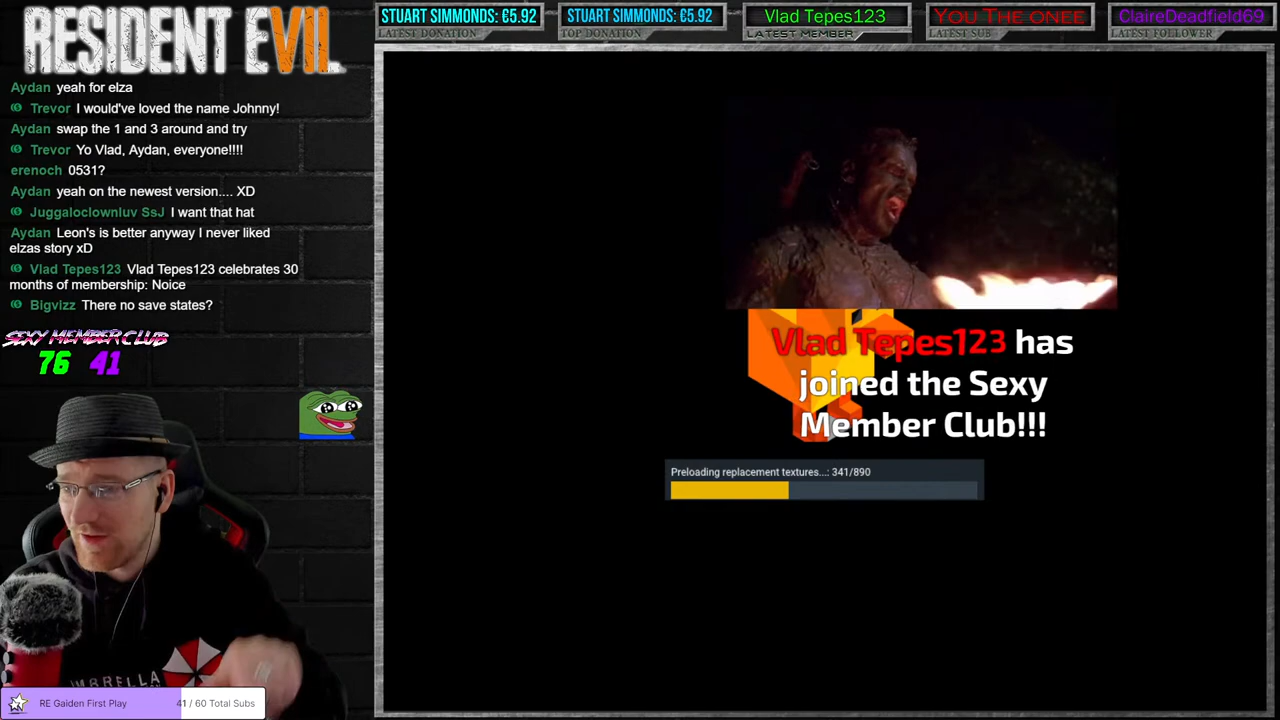 RESIDENT EVII.
STUART SIMMONDS: €5.92
LATEST DONATION
STUART SIMMONDS: €5.92
TOP DONATION
Vlad Tepes123
LATEST MEMBER
YOU THE ONEE
LATEST SUB
ClaireDeadfield69
LATEST FOLLOWER
Aydan yeah for elza
Trevor I would've loved the name Johnny!
Aydan swap the 1 and 3 around and try
Trevor Yo Vlad, Aydan, everyone!!!!
erenoch 0531?
Aydan yeah on the newest version.... XD
Juggaloclownluv SsJ I want that hat
Aydan Leon's is better anyway I never liked
elzas story xD
Vlad Tepes123 Vlad Tepes123 celebrates 30
months of membership: Noice
Bigvizz There no save states?
SEXY MEMBER CLUB
76 41
Vlad Tepes123 has
joined the Sexy
Member Club!!!
Preloading replacement textures...: 341/890
UMBRELLA
RE Gaiden First Play 41 / 60 Total Subs